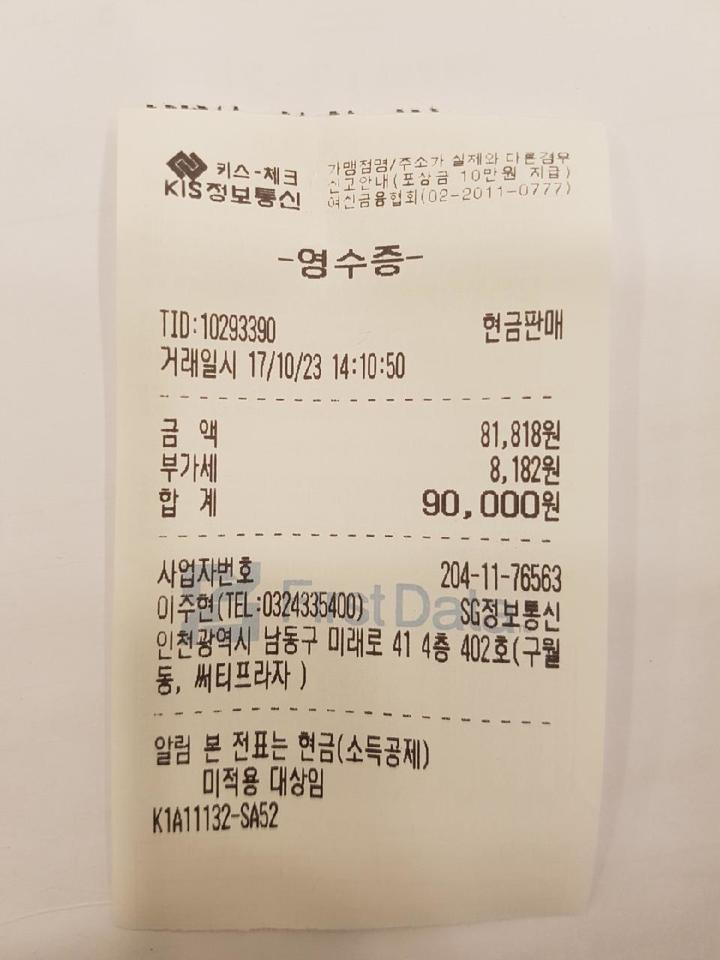 키스-체크
KIS정보통신
가맹점명/주소가 실제와 다른경우
신고안내(포상금 10만원 지급)
여신금융협회(02-2011-0777)
-영수증-
TID:10293390 현금판매
거래일시 17/10/23 14:10:50
금 액 81,818원
부가세 8,182원
합 계 90,000원
사업자번호 204-11-76563
이주현(TEL:0324335400) SG정보통신
First Data
인천광역시 남동구 미래로 41 4층 402호(구월
동, 써티프라자 )
알림 본 전표는 현금(소득공제)
미적용 대상임
K1A11132-SA52